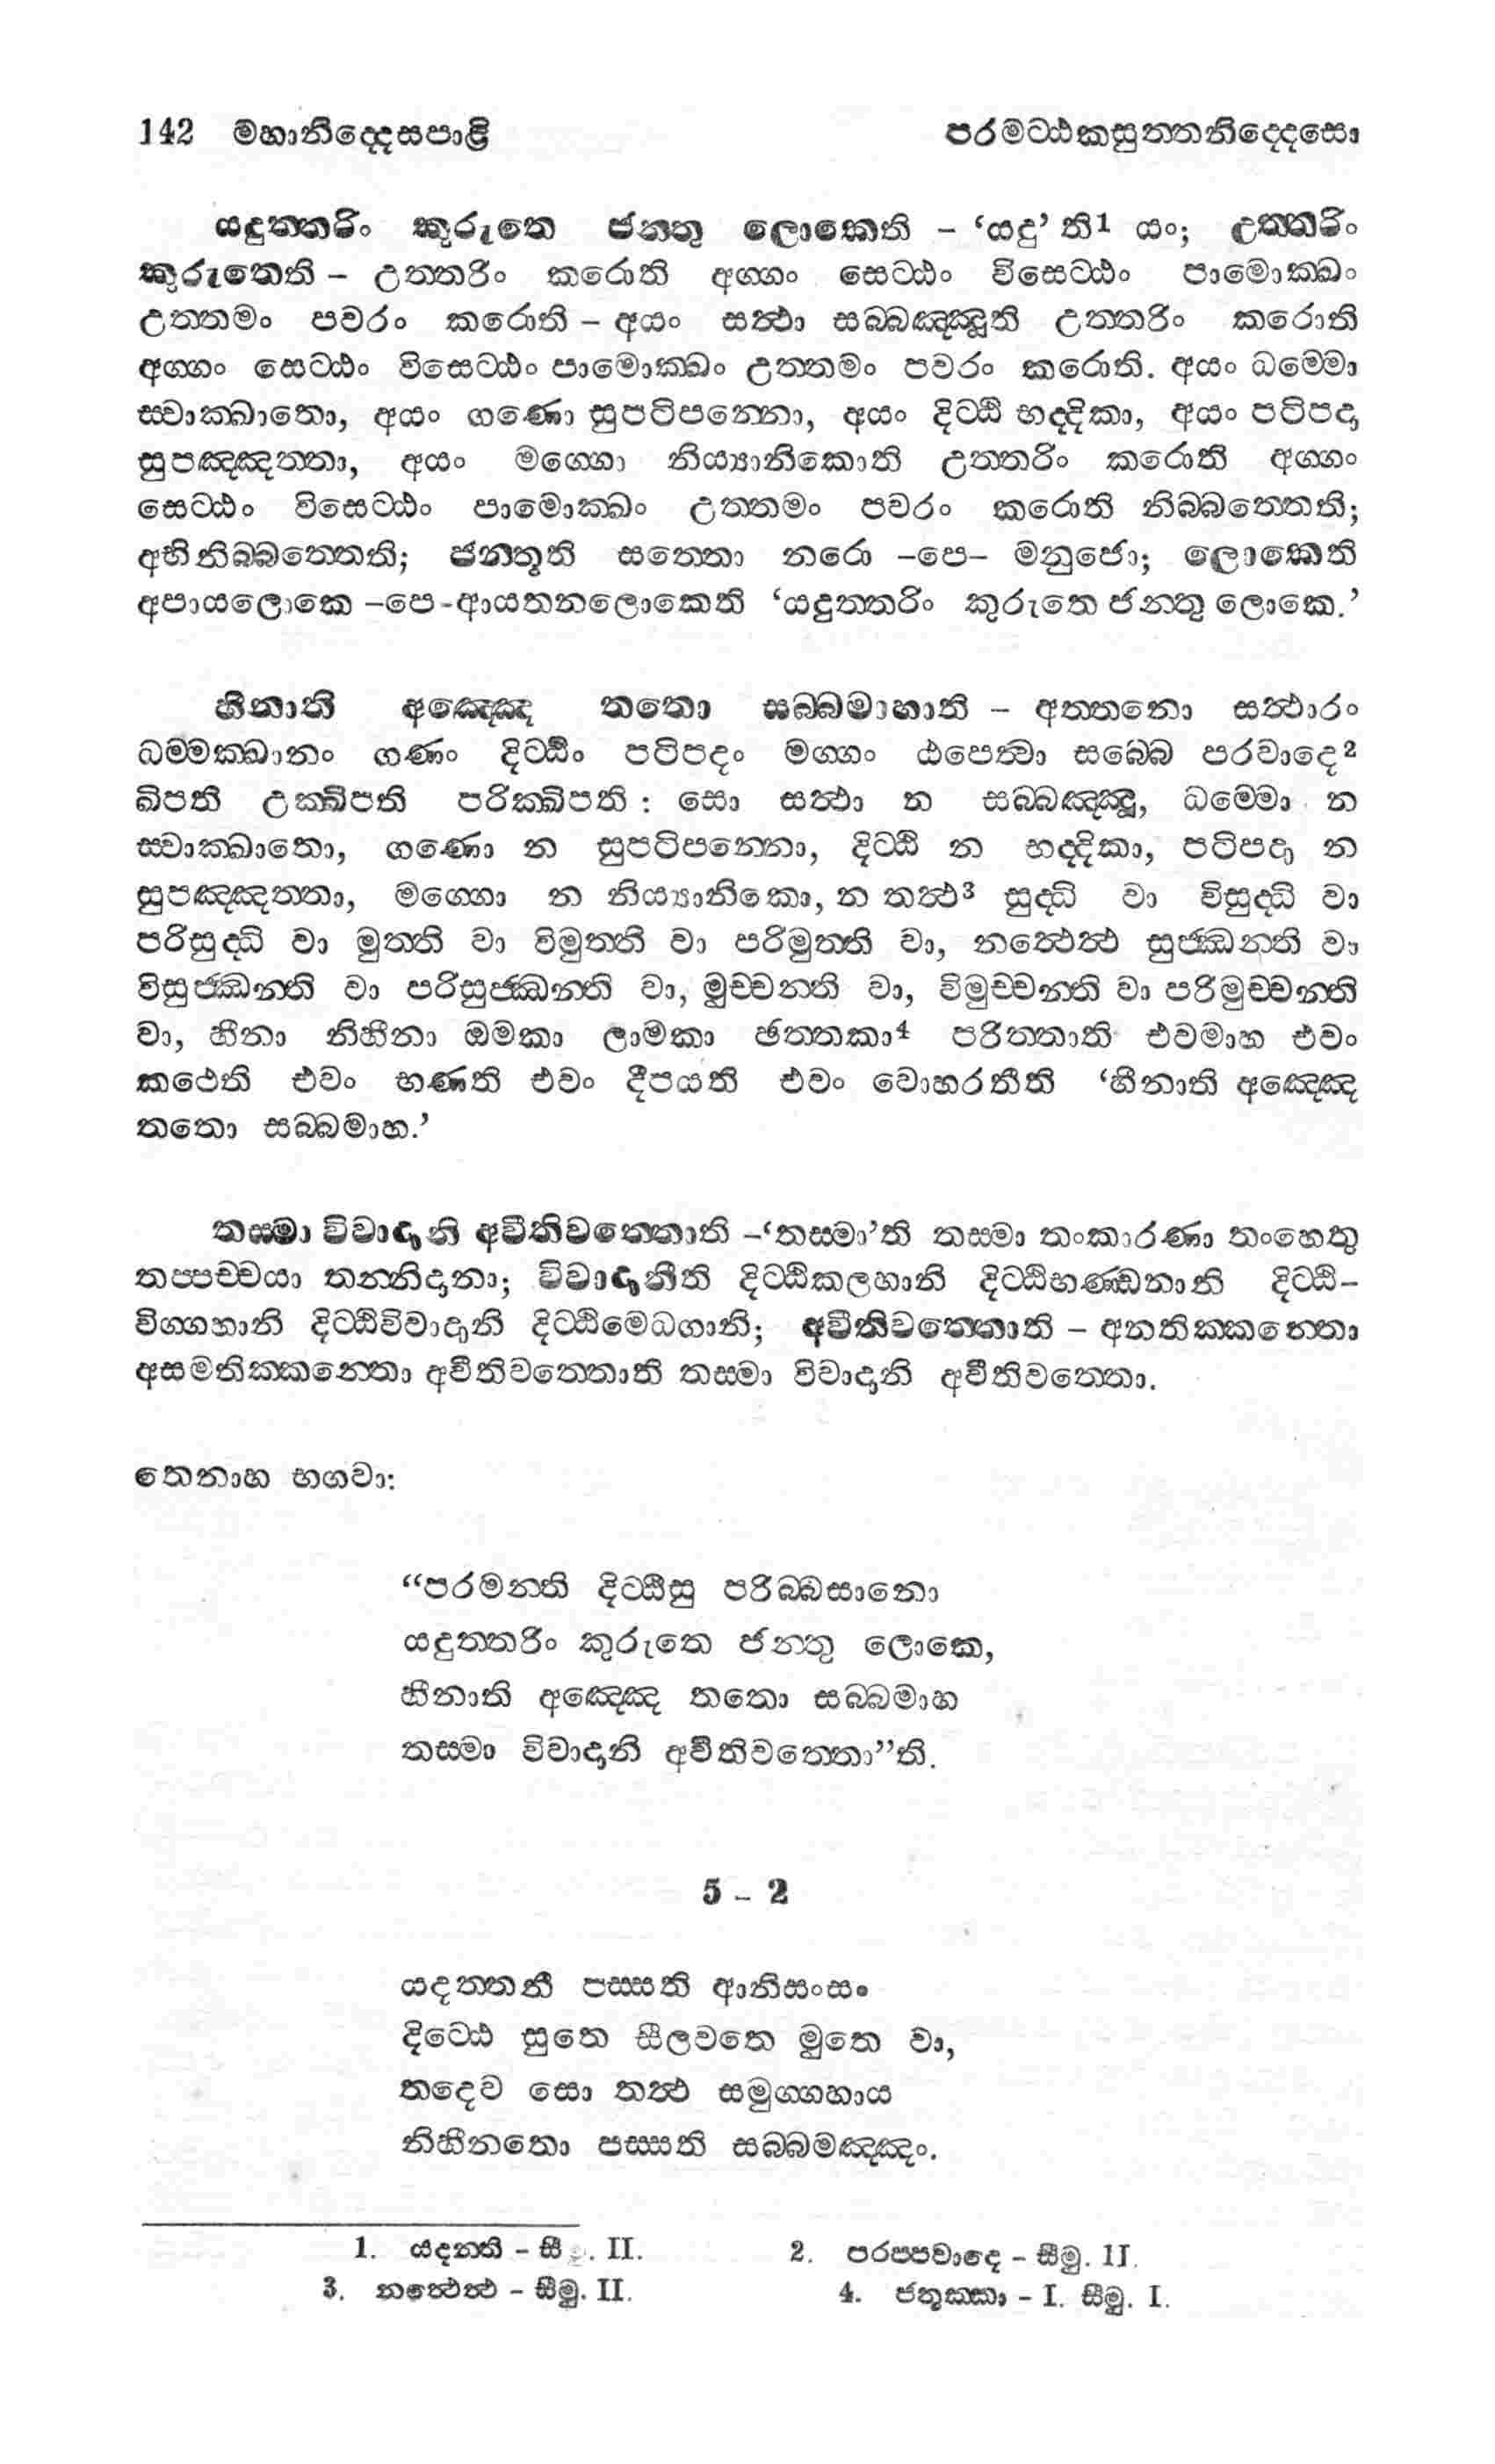 142 මහානිද්දෙසපාළි පරමට්ඨකසුත්තනිද්දෙසො
යදුත්තරිං කුරුතෙ ජන්තු ලොකෙති – ‘යදු’ ති¹ යං; උත්තරිං
කුරුතෙති – උත්තරිං කරොති අග්ගං සෙට්ඨං විසෙට්ඨං පාමොක්ඛං
උත්තමං පවරං කරොති – අයං සත්ථා සබ්බඤ්ඤූති උත්තරිං කරොති
අග්ගං සෙට්ඨං විසෙට්ඨං පාමොක්ඛං උත්තමං පවරං කරොති. අයං ධම්මො
ස්වාක්ඛාතො, අයං ගණො සුපටිපන්නො, අයං දිට්ඨි භද්දිකා, අයං පටිපදා
සුපඤ්ඤත්තා, අයං මග්ගො නිය්‍යානිකොති උත්තරිං කරොති අග්ගං
සෙට්ඨං විසෙට්ඨං පාමොක්ඛං උත්තමං පවරං කරොති නිබ්බත්තෙති;
අභිනිබ්බත්තෙති; ජන්තූති සත්තො නරො –පෙ– මනුජො; ලොකෙති
අපායලොකෙ –පෙ-ආයතනලොකෙති ‘යදුත්තරිං කුරුතෙ ජන්තු ලොකෙ.’
හීනාති අඤ්ඤෙ තතො සබ්බමාහාති – අත්තනො සත්ථාරං
ධම්මක්ඛානං ගණං දිට්ඨිං පටිපදං මග්ගං ඨපෙත්වා සබ්බෙ පරවාදෙ²
ඛිපති උක්ඛිපති පරික්ඛිපති : සො සත්ථා න සබ්බඤ්ඤූ, ධම්මො න
ස්වාක්ඛාතො, ගණො න සුපටිපන්නො, දිට්ඨි න භද්දිකා, පටිපදා න
සුපඤ්ඤත්තා, මග්ගො න නිය්‍යානිකො, න තත්ථ³ සුද්ධි වා විසුද්ධි වා
පරිසුද්ධි වා මුත්ති වා විමුත්ති වා පරිමුත්ති වා, නත්ථෙත්ථ සුජ්ඣන්ති වා
විසුජ්ඣන්ති වා පරිසුජ්ඣන්ති වා, මුච්චන්ති වා, විමුච්චන්ති වා පරිමුච්චන්ති
වා, හීනා නිහීනා ඔමකා ලාමකා ඡත්තකා⁴ පරිත්තාති එවමාහ එවං
කථෙති එවං භණති එවං දීපයති එවං වොහරතීති ‘හීනාති අඤ්ඤෙ
තතො සබ්බමාහ.’
තස්මා විවාදානි අවීතිවත්තොති –‘තස්මා’ති තස්මා තංකාරණා තංහෙතු
තප්පච්චයා තන්නිදානා; විවාදානීති දිට්ඨිකලහානි දිට්ඨිභණ්ඩනානි දිට්ඨි–
විග්ගහානි දිට්ඨිවිවාදානි දිට්ඨිමෙධගානි; අවීතිවත්තොති – අනතික්කන්තො
අසමතික්කන්තො අවීතිවත්තොති තස්මා විවාදානි අවීතිවත්තො.
තෙනාහ භගවා:
“පරමන්ති දිට්ඨීසු පරිබ්බසානො
යදුත්තරිං කුරුතෙ ජන්තු ලොකෙ,
හීනාති අඤ්ඤෙ තතො සබ්බමාහ
තස්මා විවාදානි අවීතිවත්තො”ති.
5 – 2
යදත්තනී පස්සති ආනිසංසං
දිට්ඨෙ සුතෙ සීලවතෙ මුතෙ වා,
තදෙව සො තත්ථ සමුග්ගහාය
නිහීනතො පස්සති සබ්බමඤ්ඤං.
1. යදන්ති – සී . II. 2. පරප්පවාදෙ – සීමු. II.
3. නත්ථෙත්ථ – සීමු. II. 4. ජතුක්කා – I. සීමු. I.